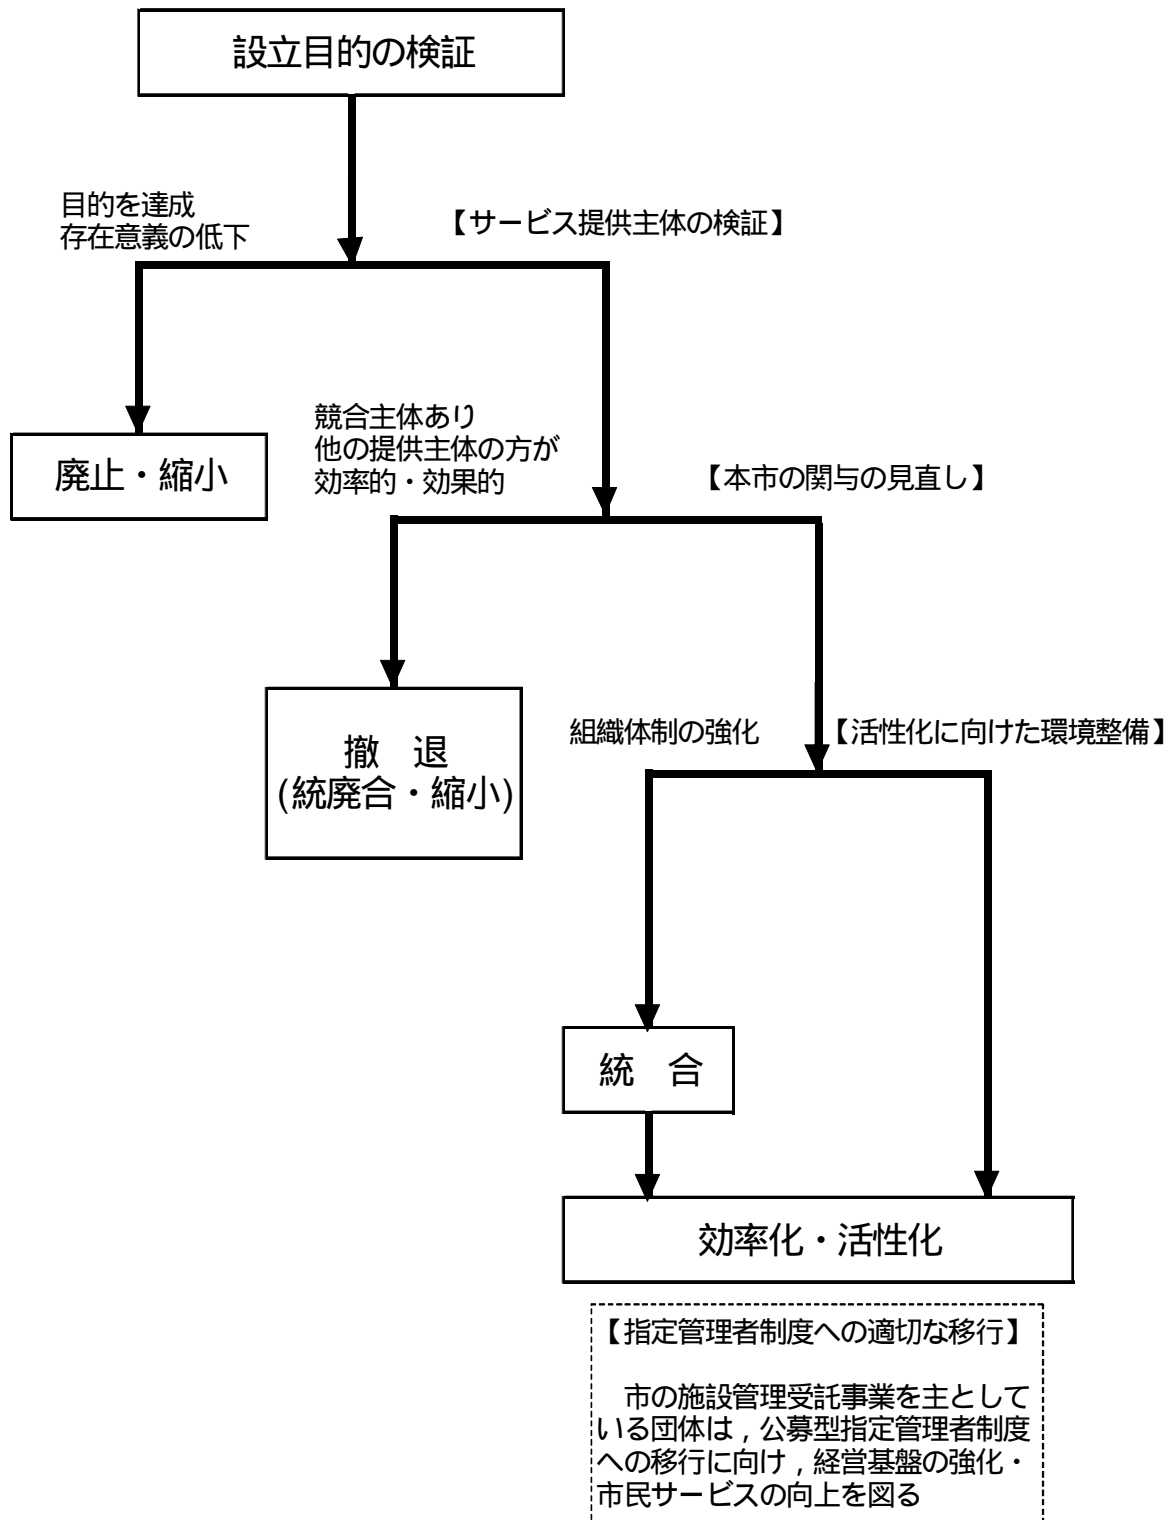 設立目的の検証
目的を達成
存在意義の低下
【サービス提供主体の検証】
廃止・縮小
競合主体あり
他の提供主体の方が
効率的・効果的
【本市の関与の見直し】
撤　退
(統廃合・縮小)
組織体制の強化
【活性化に向けた環境整備】
統　合
効率化・活性化
【指定管理者制度への適切な移行】
　市の施設管理受託事業を主として
いる団体は，公募型指定管理者制度
への移行に向け，経営基盤の強化・
市民サービスの向上を図る